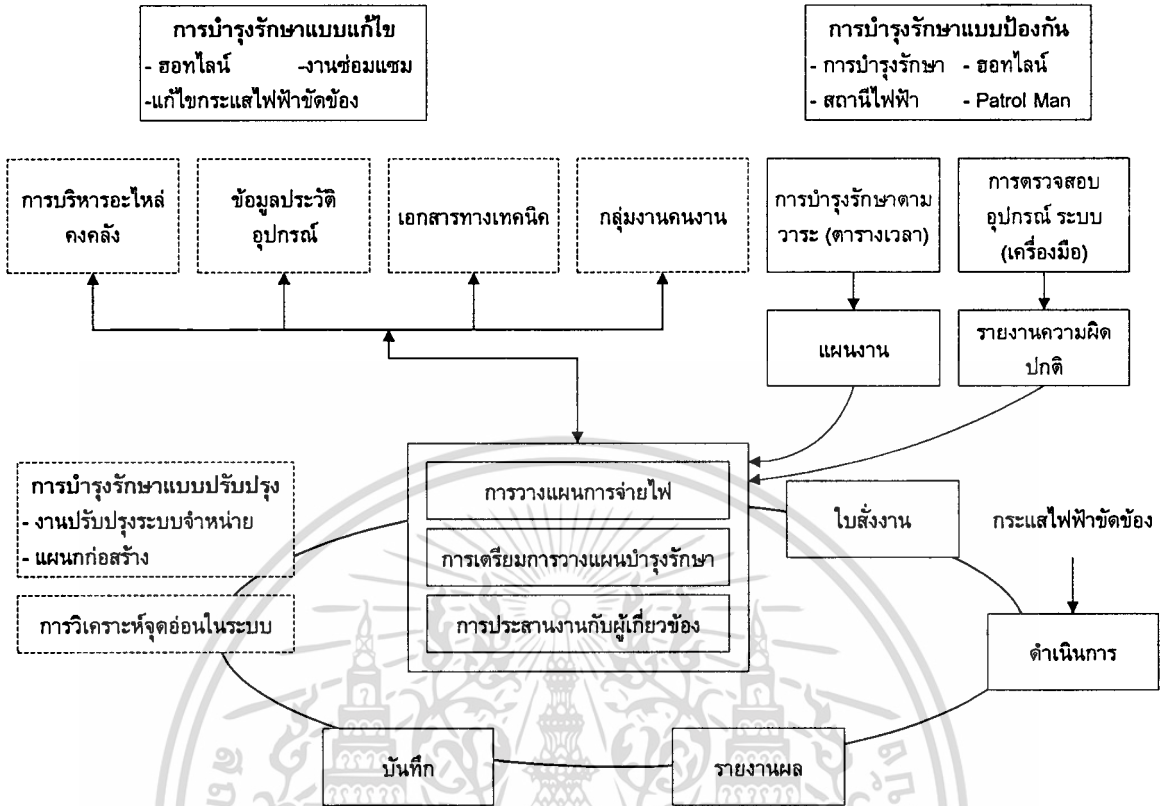 การบำรุงรักษาแบบแก้ไข
- ฮอทไลน์ -งานซ่อมแซม
-แก้ไขกระแสไฟฟ้าขัดข้อง
การบำรุงรักษาแบบป้องกัน
- การบำรุงรักษา - ฮอทไลน์
- สถานีไฟฟ้า - Patrol Man
การบริหารอะไหล่
คงคลัง
ข้อมูลประวัติ
อุปกรณ์
เอกสารทางเทคนิค
กลุ่มงานคนงาน
การบำรุงรักษาตาม
วาระ (ตารางเวลา)
การตรวจสอบ
อุปกรณ์ ระบบ
(เครื่องมือ)
แผนงาน
รายงานความผิด
ปกติ
การบำรุงรักษาแบบปรับปรุง
- งานปรับปรุงระบบจำหน่าย
- แผนกก่อสร้าง
การวิเคราะห์จุดอ่อนในระบบ
การวางแผนการจ่ายไฟ
การเตรียมการวางแผนบำรุงรักษา
การประสานงานกับผู้เกี่ยวข้อง
ใบสั่งงาน
กระแสไฟฟ้าขัดข้อง
ดำเนินการ
บันทึก
รายงานผล